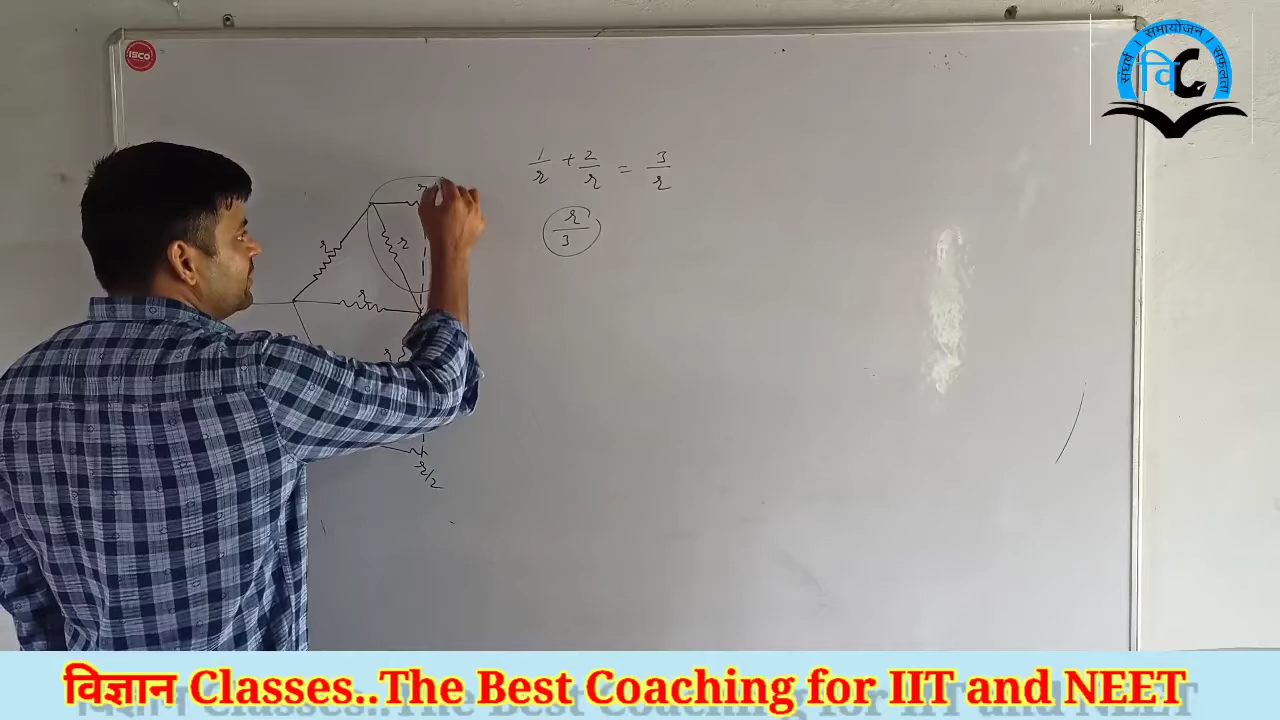 ISCO
संघर्ष । समायोजन । सफलता
वि C
1/r + 2/r = 3/r
r/3
r
r
r
r
r/2
विज्ञान Classes..The Best Coaching for IIT and NEET